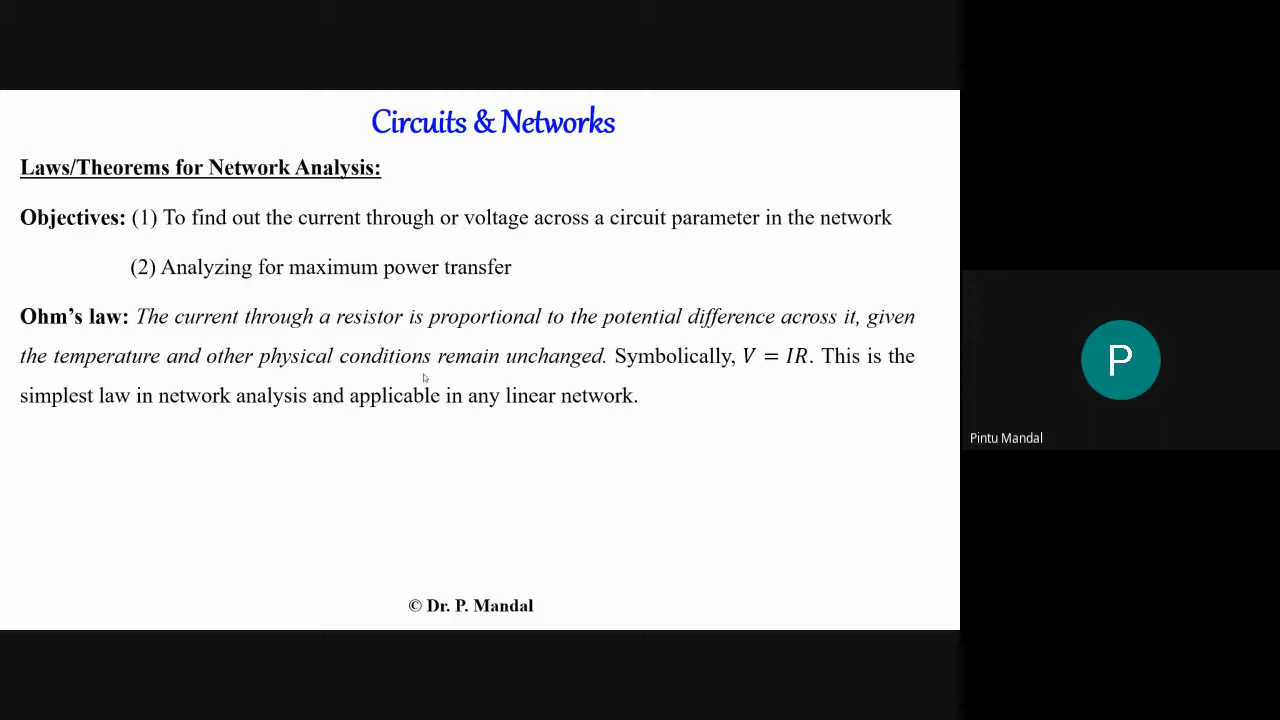 Circuits & Networks
Laws/Theorems for Network Analysis:
Objectives: (1) To find out the current through or voltage across a circuit parameter in the network
(2) Analyzing for maximum power transfer
Ohm’s law: The current through a resistor is proportional to the potential difference across it, given
the temperature and other physical conditions remain unchanged. Symbolically, V = IR. This is the
simplest law in network analysis and applicable in any linear network.
© Dr. P. Mandal
P
Pintu Mandal